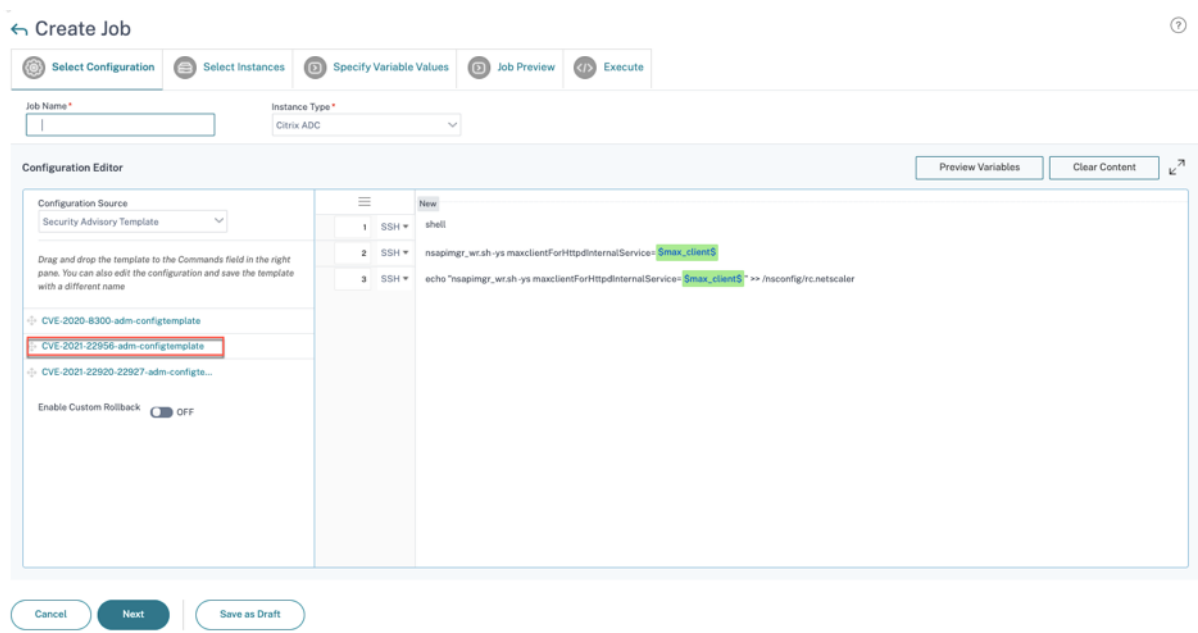 Create Job
?
Select Configuration
Select Instances
Specify Variable Values
Job Preview
Execute
Job Name*
Instance Type*
Citrix ADC
Configuration Editor
Preview Variables
Clear Content
Configuration Source
Security Advisory Template
Drag and drop the template to the Commands field in the right
pane. You can also edit the configuration and save the template
with a different name
CVE-2020-8300-adm-configtemplate
CVE-2021-22956-adm-configtemplate
CVE-2021-22920-22927-adm-configte...
Enable Custom Rollback
OFF
New
1 SSH shell
2 SSH nsapimgr_wr.sh -ys maxclientForHttpdInternalService= $max_client$
3 SSH echo "nsapimgr_wr.sh -ys maxclientForHttpdInternalService= $max_client$ " >> /nsconfig/rc.netscaler
Cancel
Next
Save as Draft